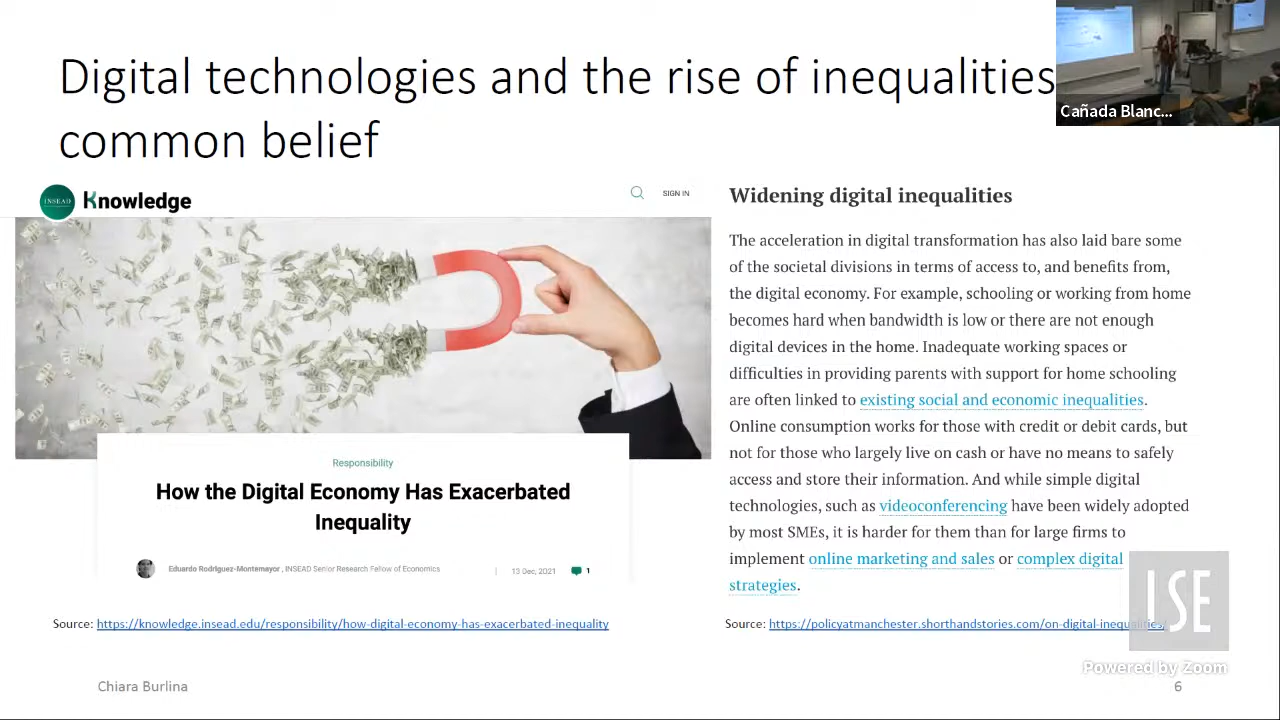 Digital technologies and the rise of inequalities
common belief
Cañada Blanc...
INSEAD
Knowledge
SIGN IN
Responsibility
How the Digital Economy Has Exacerbated
Inequality
Eduardo Rodriguez-Montemayor , INSEAD Senior Research Fellow of Economics
13 Dec, 2021
1
Source: https://knowledge.insead.edu/responsibility/how-digital-economy-has-exacerbated-inequality
Widening digital inequalities
The acceleration in digital transformation has also laid bare some
of the societal divisions in terms of access to, and benefits from,
the digital economy. For example, schooling or working from home
becomes hard when bandwidth is low or there are not enough
digital devices in the home. Inadequate working spaces or
difficulties in providing parents with support for home schooling
are often linked to existing social and economic inequalities.
Online consumption works for those with credit or debit cards, but
not for those who largely live on cash or have no means to safely
access and store their information. And while simple digital
technologies, such as videoconferencing have been widely adopted
by most SMEs, it is harder for them than for large firms to
implement online marketing and sales or complex digital
strategies.
Source: https://policyatmanchester.shorthandstories.com/on-digital-inequalities/
LSE
Powered by Zoom
Chiara Burlina
6